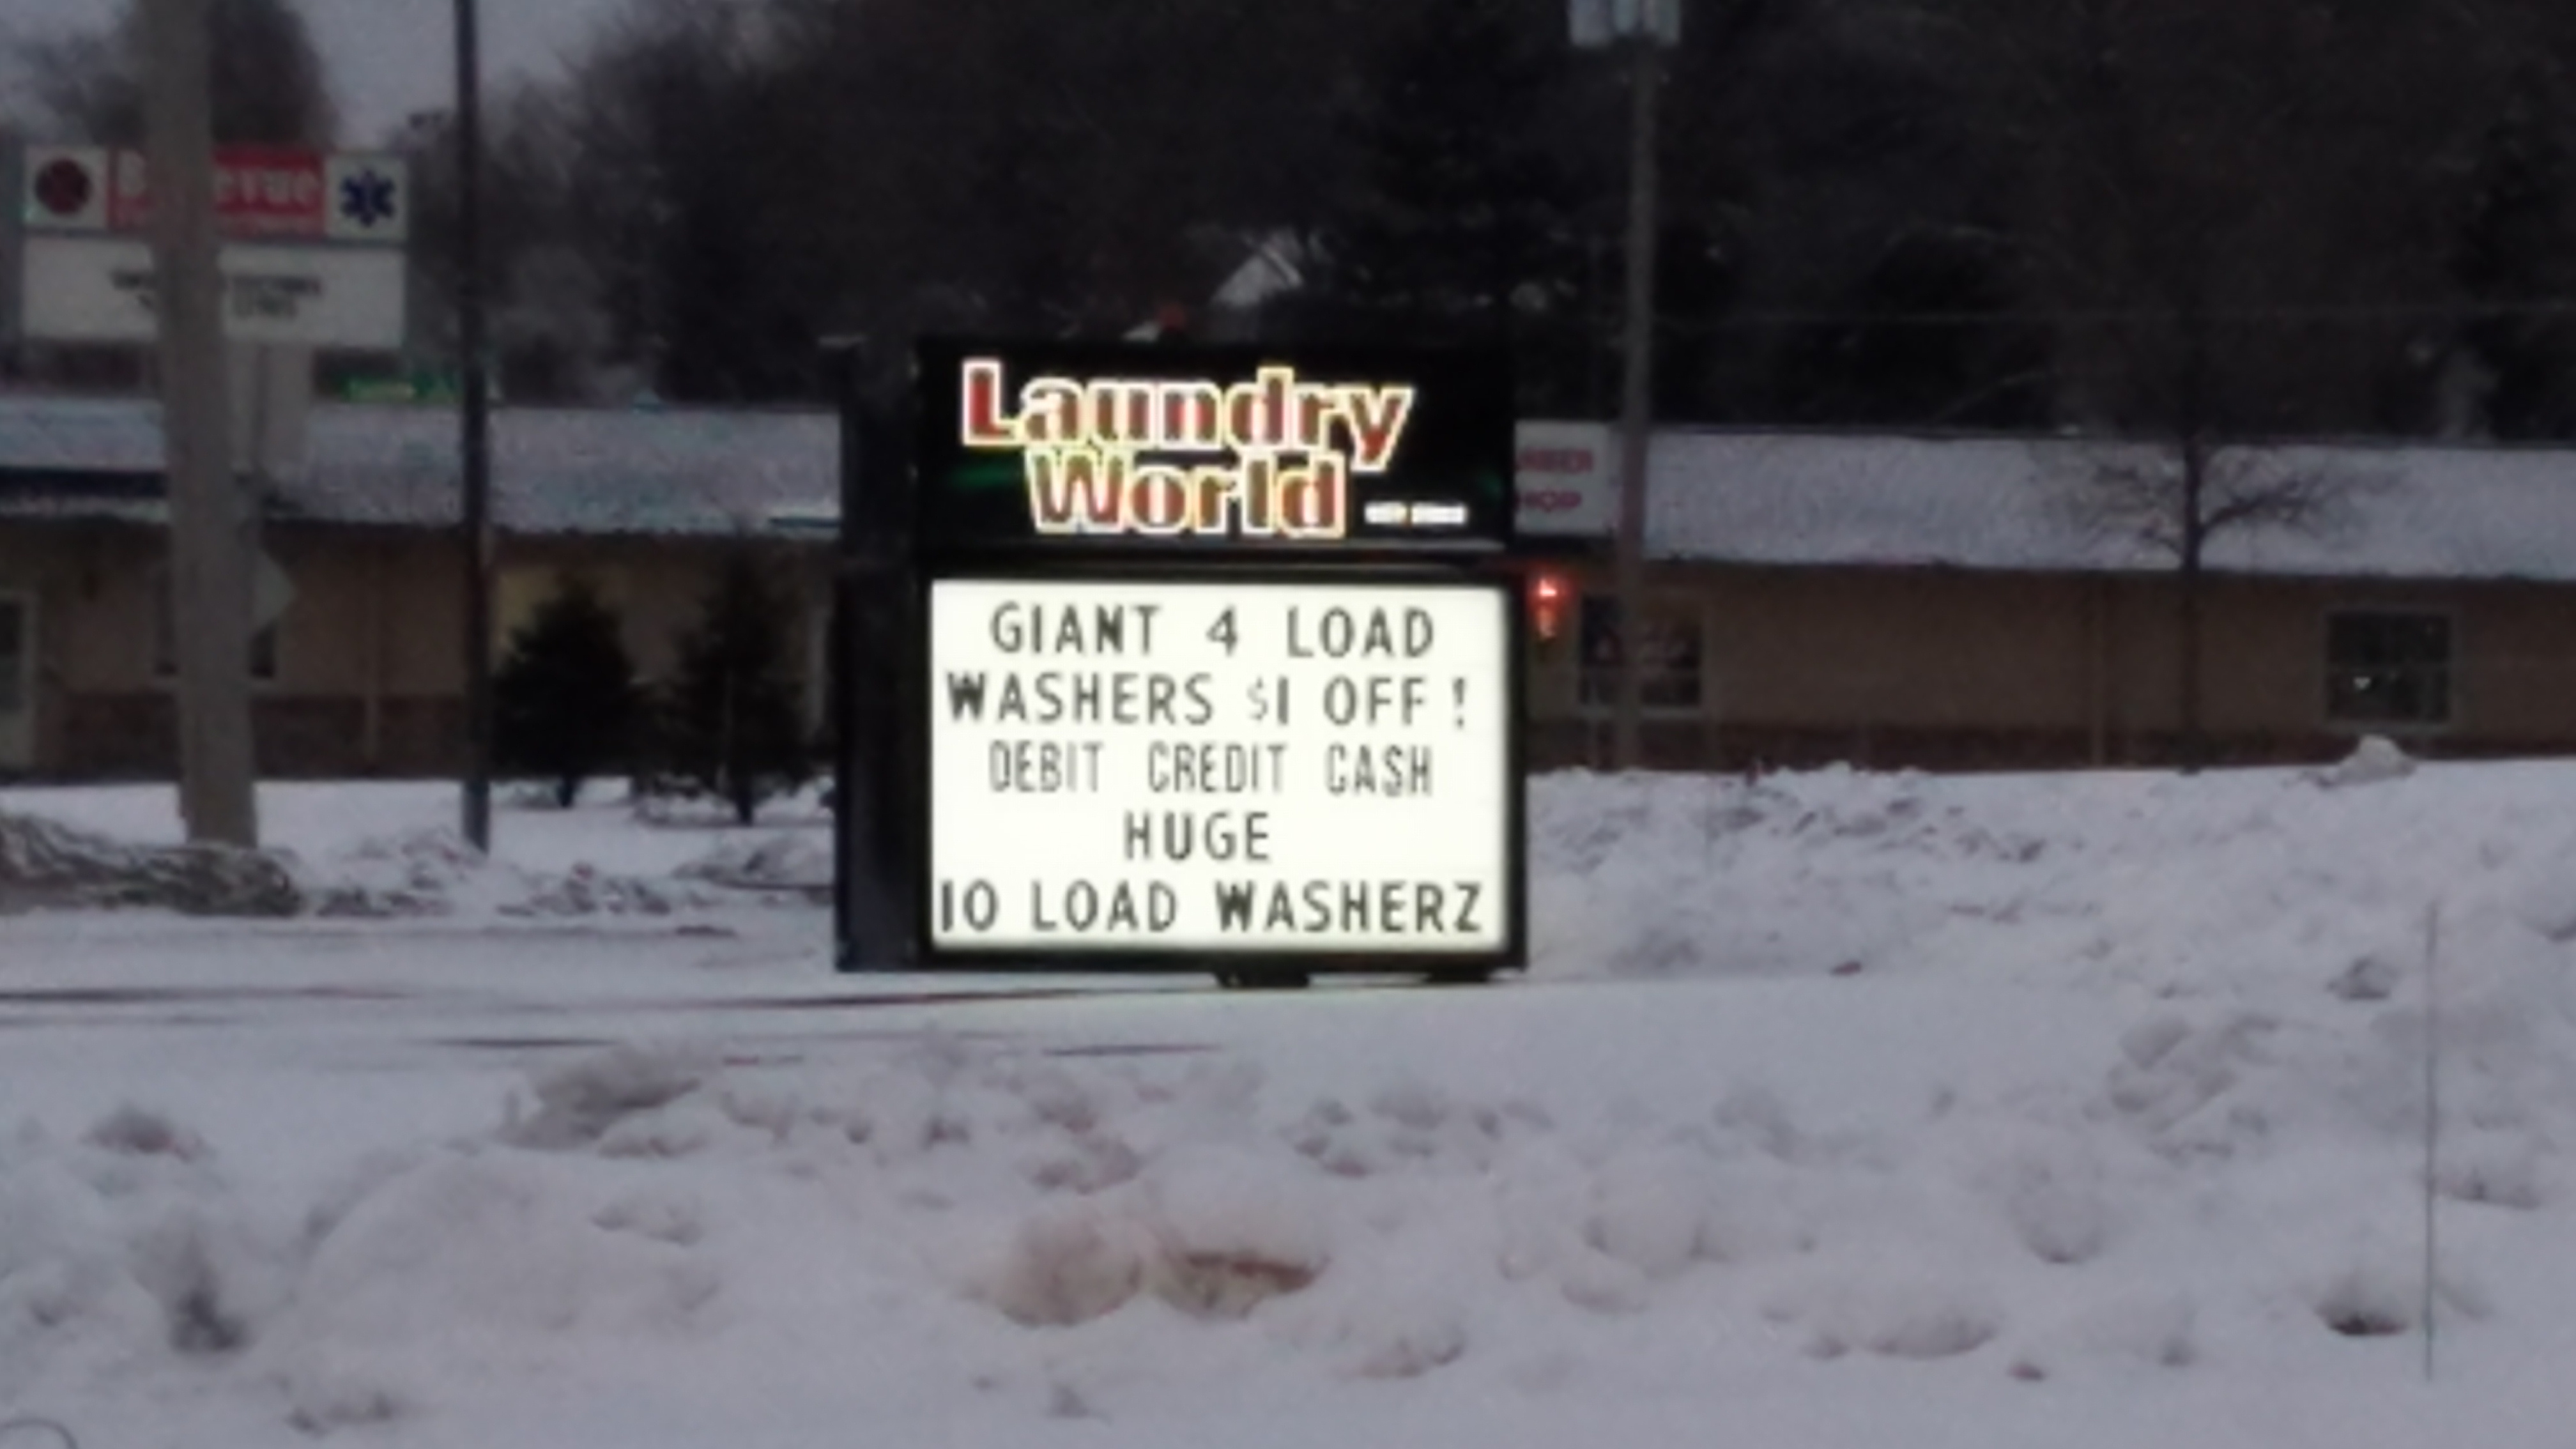 Laundry
World
GIANT 4 LOAD
WASHERS $1 OFF!
DEBIT CREDIT CASH
HUGE
10 LOAD WASHERZ